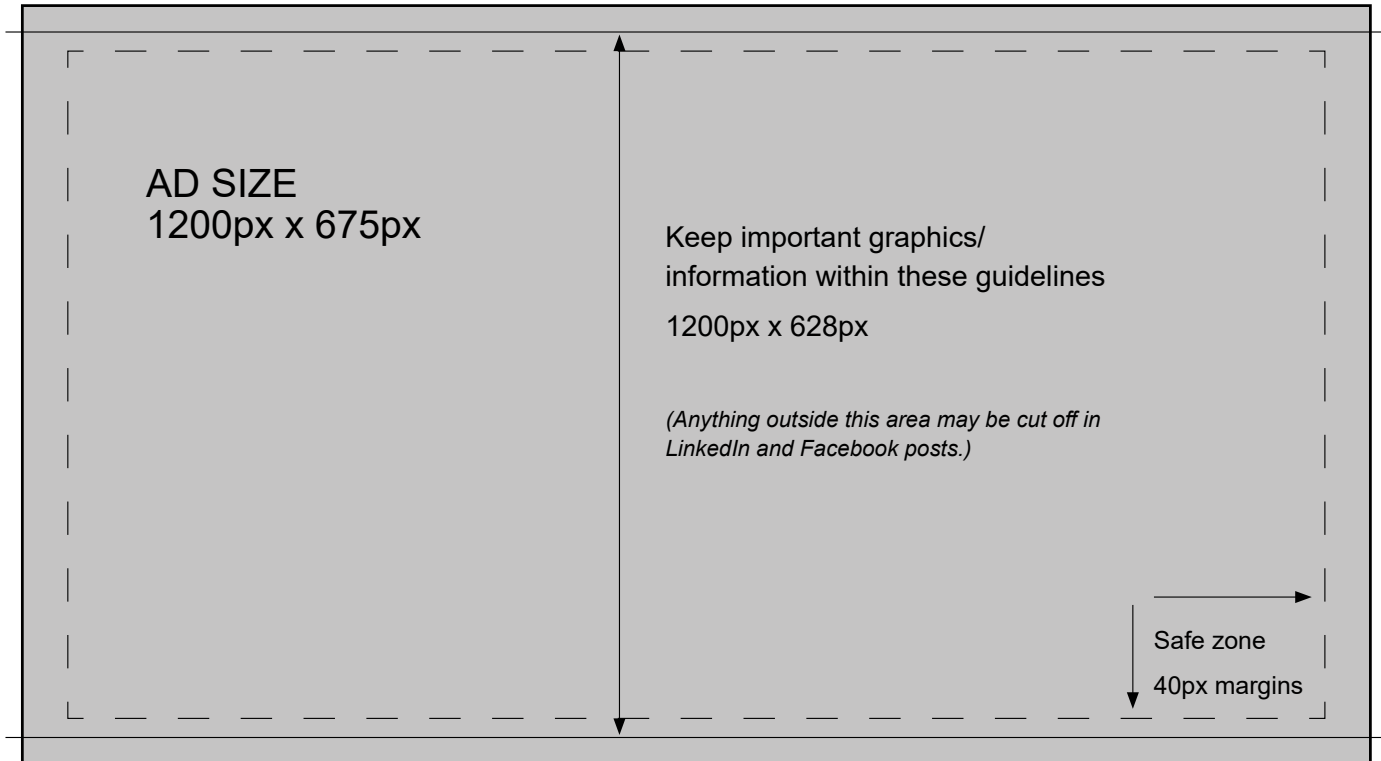 AD SIZE
1200px x 675px
Keep important graphics/
information within these guidelines
1200px x 628px
(Anything outside this area may be cut off in
LinkedIn and Facebook posts.)
Safe zone
40px margins